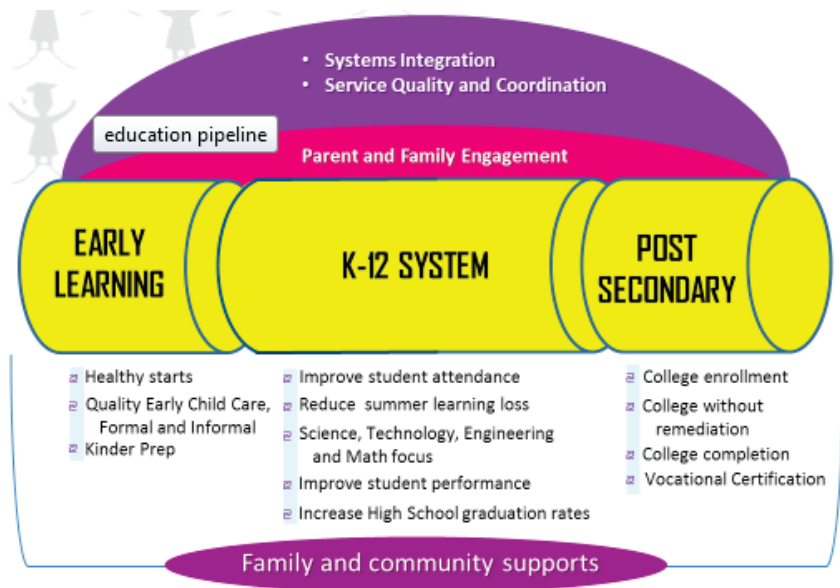 • Systems Integration
• Service Quality and Coordination
education pipeline
Parent and Family Engagement
EARLY
LEARNING
K-12 SYSTEM
POST
SECONDARY
Healthy starts
Quality Early Child Care,
Formal and Informal
Kinder Prep
Improve student attendance
Reduce summer learning loss
Science, Technology, Engineering
and Math focus
Improve student performance
Increase High School graduation rates
College enrollment
College without
remediation
College completion
Vocational Certification
Family and community supports